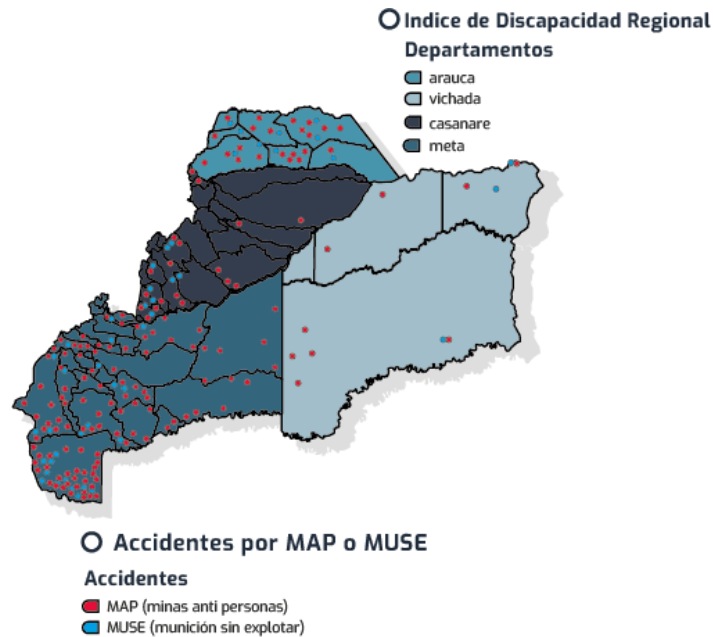 Indice de Discapacidad Regional
Departamentos
arauca
vichada
casanare
meta
Accidentes por MAP o MUSE
Accidentes
MAP (minas anti personas)
MUSE (munición sin explotar)